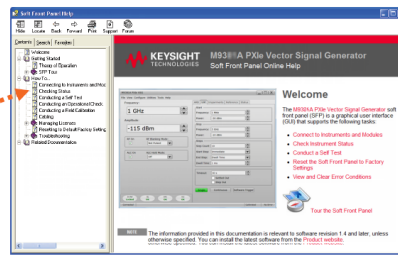 Soft Front Panel Help
Hide Locate Back Forward Print Support Forum
Contents Search Favorites
Welcome
Getting Started
Theory of Operation
SFP Tour
How To...
Connecting to Instruments and Moc
Checking Status
Conducting a Self Test
Conducting an Operational Check
Conducting a Field Calibration
Cabling
Managing Licenses
Resetting to Default Factory Setting
Troubleshooting
Related Documentation
KEYSIGHT
TECHNOLOGIES
PXIe Vector Signal Generator
Soft Front Panel Online Help
1 GHz
-115 dBm
Welcome
The PXIe Vector Signal Generator soft
front panel (SFP) is a graphical user interface
(GUI) that supports the following tasks:
• Connect to Instruments and Modules
• Check Instrument Status
• Conduct a Self Test
• Reset the Soft Front Panel to Factory
Settings
• View and Clear Error Conditions
Tour the Soft Front Panel
NOTE The information provided in this documentation is relevant to software revision 1.4 and later, unless
otherwise specified. You can install the latest software from the Product website.